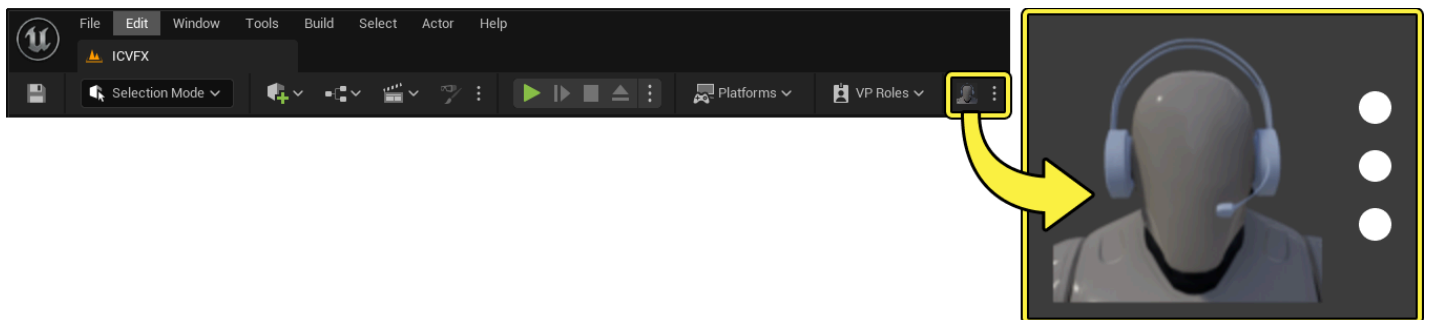 File Edit Window Tools Build Select Actor Help
ICVFX
Selection Mode Platforms VP Roles